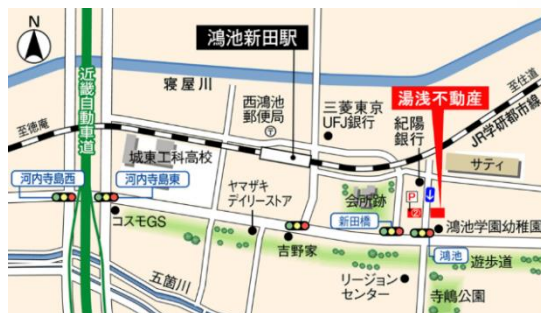 N
鴻池新田駅
近畿自動車道
寝屋川
至住道
西鴻池
郵便局
〒
三菱東京
UFJ銀行
湯浅不動産
紀陽
銀行
JR学研都市線
至徳庵
城東工科高校
サティ
河内寺島西
河内寺島東
ヤマザキ
デイリーストア
会所跡
P
②
新田橋
コスモGS
鴻池学園幼稚園
吉野家
鴻池
遊歩道
五箇川
リージョン
センター
寺嶋公園